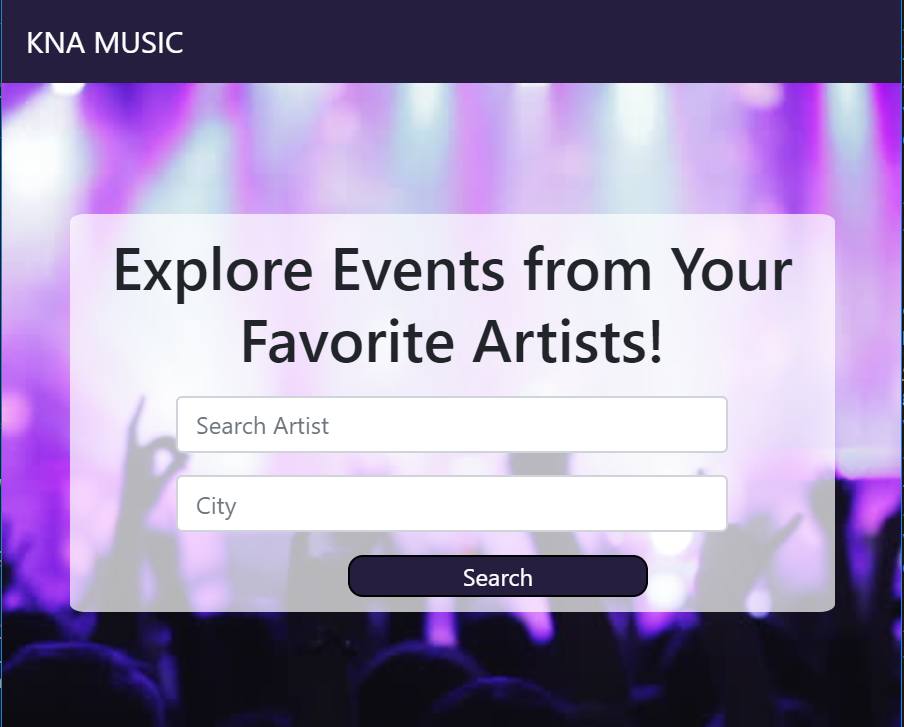 KNA MUSIC
Explore Events from Your
Favorite Artists!
Search Artist
City
Search